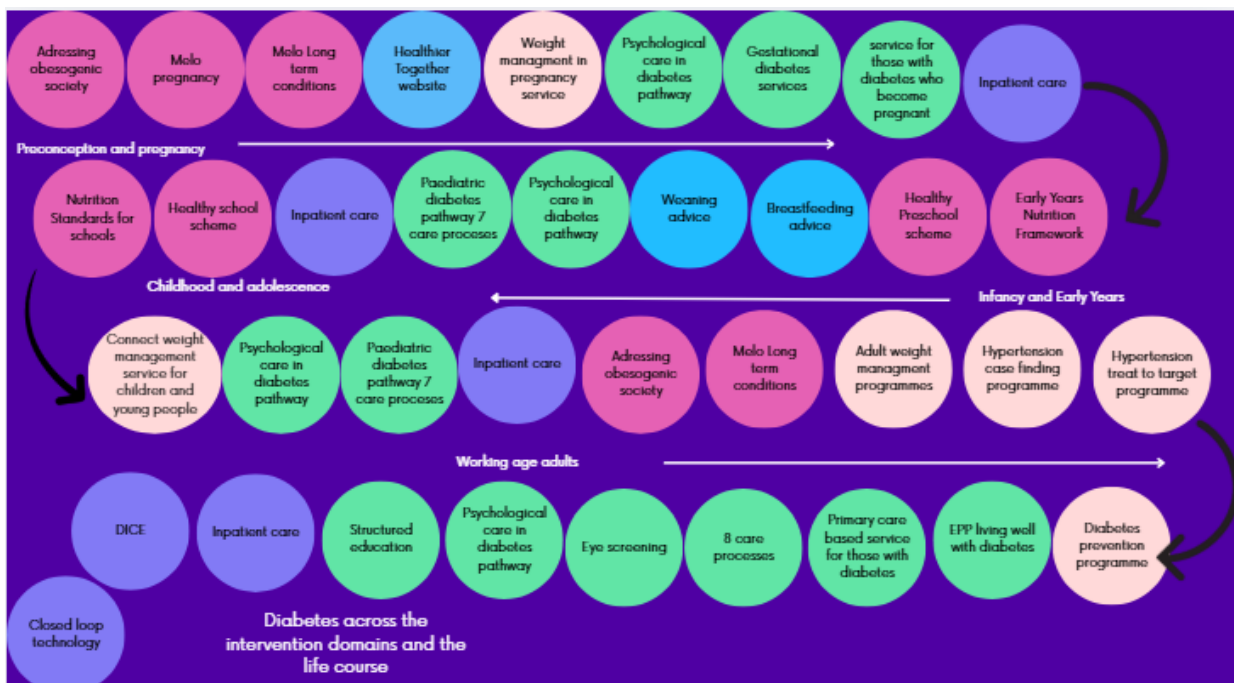 Adressing
obesogenic
society
Melo
pregnancy
Melo Long
term
conditions
Healthier
Together
website
Weight
managment in
pregnancy
service
Psychological
care in
diabetes
pathway
Gestational
diabetes
services
service for
those with
diabetes who
become
pregnant
Inpatient care
Preconception and pregnancy
Nutrition
Standards for
schools
Healthy school
scheme
Inpatient care
Paediatric
diabetes
pathway 7
care proceses
Psychological
care in
diabetes
pathway
Weaning
advice
Breastfeeding
advice
Healthy
Preschool
scheme
Early Years
Nutrition
Framework
Childhood and adolescence
Infancy and Early Years
Connect weight
management
service for
children and
young people
Psychological
care in
diabetes
pathway
Paediatric
diabetes
pathway 7
care proceses
Inpatient care
Adressing
obesogenic
society
Melo Long
term
conditions
Adult weight
managment
programmes
Hypertension
case finding
programme
Hypertension
treat to target
programme
Working age adults
DICE
Inpatient care
Structured
education
Psychological
care in
diabetes
pathway
Eye screening
8 care
processes
Primary care
based service
for those with
diabetes
EPP living well
with diabetes
Diabetes
prevention
programme
Closed loop
technology
Diabetes across the
intervention domains and the
life course